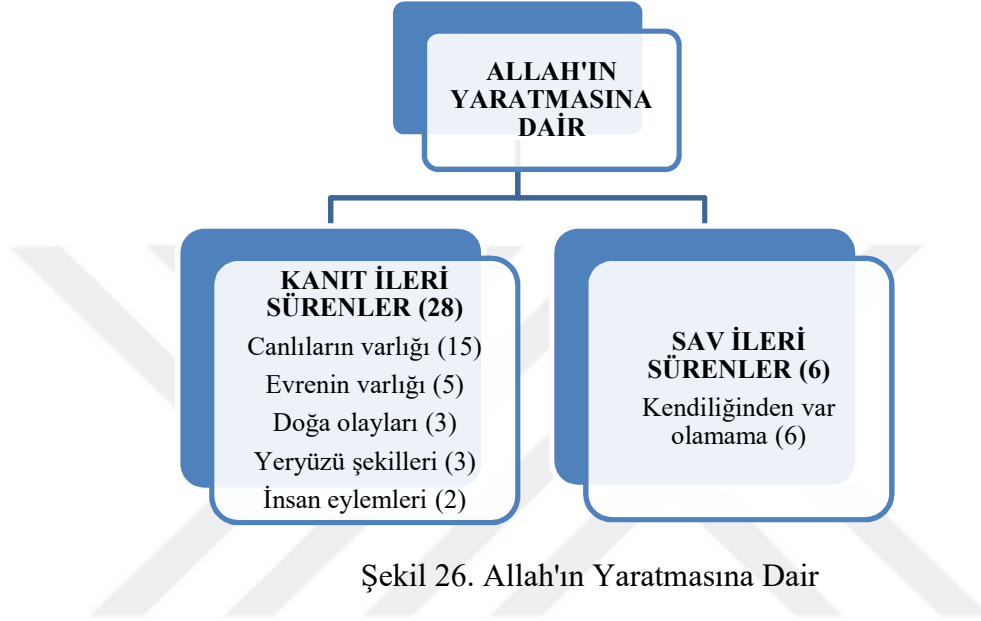 ALLAH'IN
YARATMASINA
DAİR
KANIT İLERİ
SÜRENLER (28)
Canlıların varlığı (15)
Evrenin varlığı (5)
Doğa olayları (3)
Yeryüzü şekilleri (3)
İnsan eylemleri (2)
SAV İLERİ
SÜRENLER (6)
Kendiliğinden var
olamama (6)
Şekil 26. Allah'ın Yaratmasına Dair